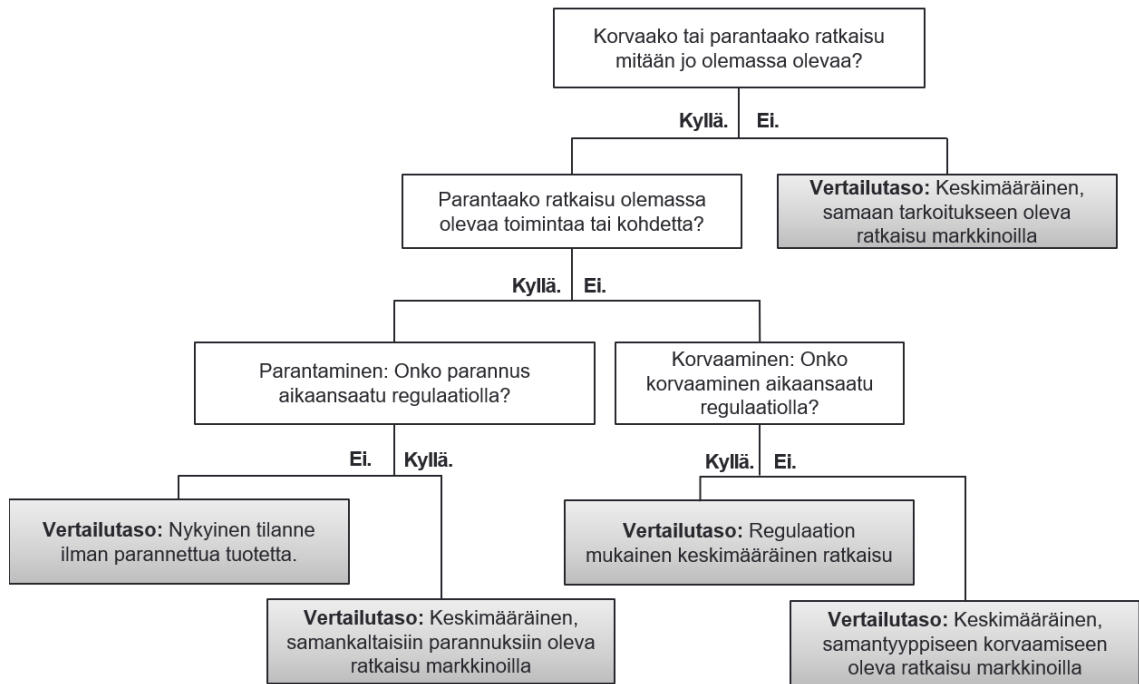 Korvaako tai parantaako ratkaisu
mitään jo olemassa olevaa?
Kyllä. Ei.
Parantaako ratkaisu olemassa
olevaa toimintaa tai kohdetta?
Vertailutaso: Keskimääräinen,
samaan tarkoitukseen oleva
ratkaisu markkinoilla
Kyllä. Ei.
Parantaminen: Onko parannus
aikaansaatu regulaatiolla?
Korvaaminen: Onko
korvaaminen aikaansaatu
regulaatiolla?
Ei. Kyllä.
Kyllä. Ei.
Vertailutaso: Nykyinen tilanne
ilman parannettua tuotetta.
Vertailutaso: Regulaation
mukainen keskimääräinen ratkaisu
Vertailutaso: Keskimääräinen,
samankaltaisiin parannuksiin oleva
ratkaisu markkinoilla
Vertailutaso: Keskimääräinen,
samantyyppiseen korvaamiseen
oleva ratkaisu markkinoilla